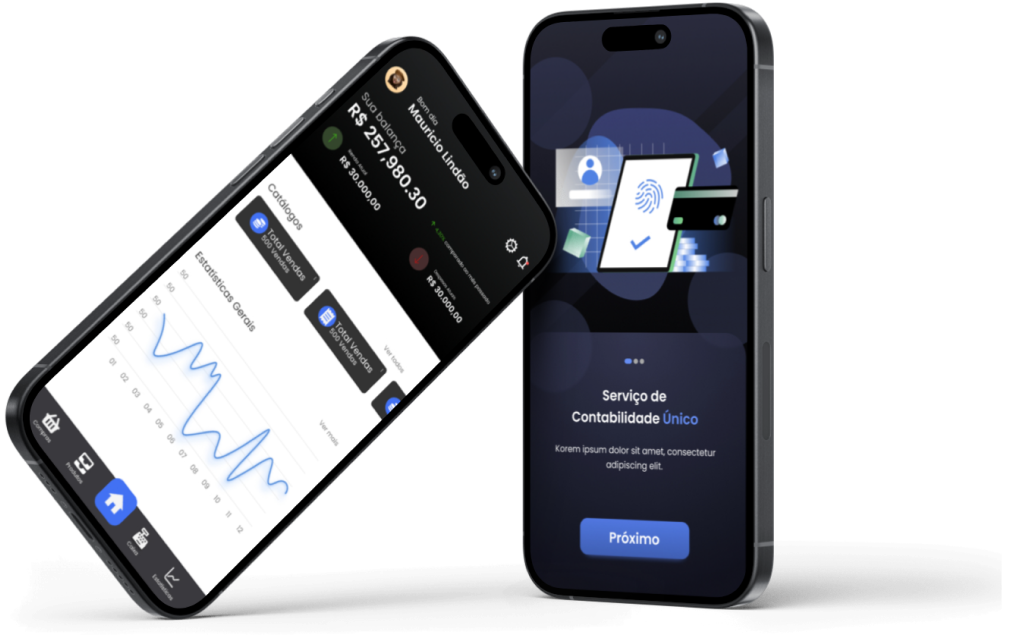 Bom dia
Mauricio Lindão
Sua balança
R$ 257,980.30
R$ 30.000,00
R$ 30.000,00
Catálogos
Ver todos
Total Vendas
500 Vendas
Total Vendas
500 Vendas
Estatísticas Gerais
Ver mais
50
50
50
50
50
01
02
03
04
05
06
07
08
09
10
11
12
Compras
Produtos
Estatísticas
Serviço de
Contabilidade Único
Korem ipsum dolor sit amet, consectetur
adipiscing elit.
Próximo